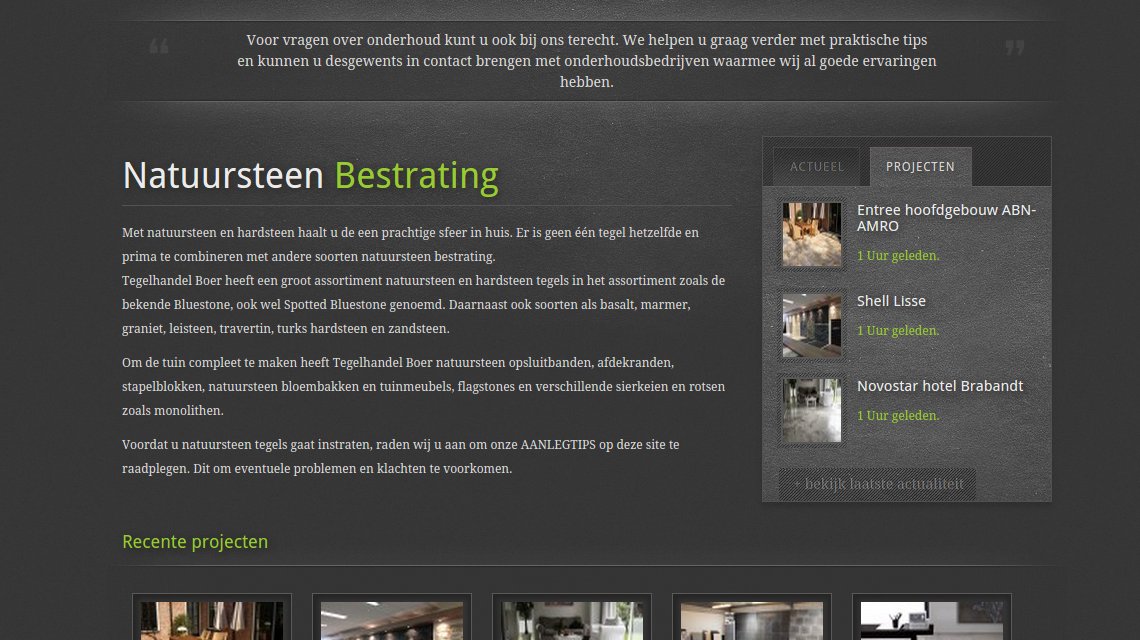 ❝
Voor vragen over onderhoud kunt u ook bij ons terecht. We helpen u graag verder met praktische tips
en kunnen u desgewents in contact brengen met onderhoudsbedrijven waarmee wij al goede ervaringen
hebben.
❞
Natuursteen Bestrating
Met natuursteen en hardsteen haalt u de een prachtige sfeer in huis. Er is geen één tegel hetzelfde en
prima te combineren met andere soorten natuursteen bestrating.
Tegelhandel Boer heeft een groot assortiment natuursteen en hardsteen tegels in het assortiment zoals de
bekende Bluestone, ook wel Spotted Bluestone genoemd. Daarnaast ook soorten als basalt, marmer,
graniet, leisteen, travertin, turks hardsteen en zandsteen.
Om de tuin compleet te maken heeft Tegelhandel Boer natuursteen opsluitbanden, afdekranden,
stapelblokken, natuursteen bloembakken en tuinmeubels, flagstones en verschillende sierkeien en rotsen
zoals monolithen.
Voordat u natuursteen tegels gaat instraten, raden wij u aan om onze AANLEGTIPS op deze site te
raadplegen. Dit om eventuele problemen en klachten te voorkomen.
ACTUEEL PROJECTEN
Entree hoofdgebouw ABN-
AMRO
1 Uur geleden.
Shell Lisse
1 Uur geleden.
Novostar hotel Brabandt
1 Uur geleden.
+ bekijk laatste actualiteit
Recente projecten